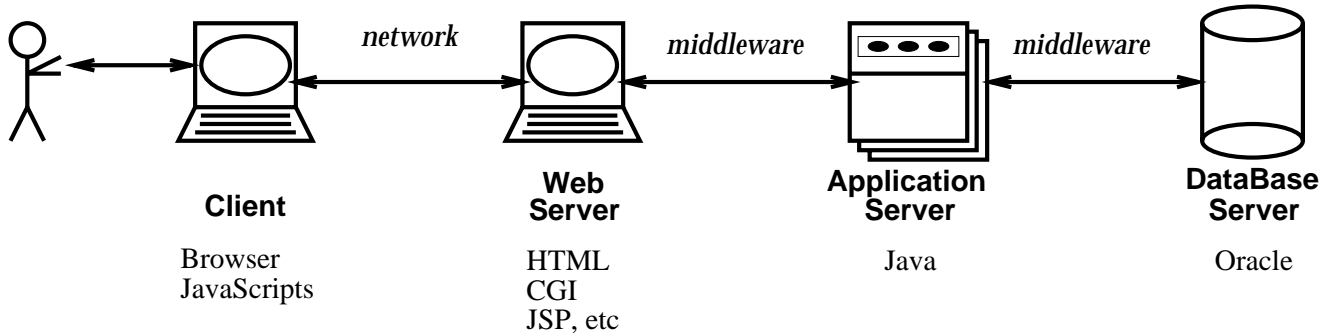 network
middleware
middleware
Client
Web
Server
Application
Server
DataBase
Server
Browser
JavaScripts
HTML
CGI
JSP, etc
Java
Oracle